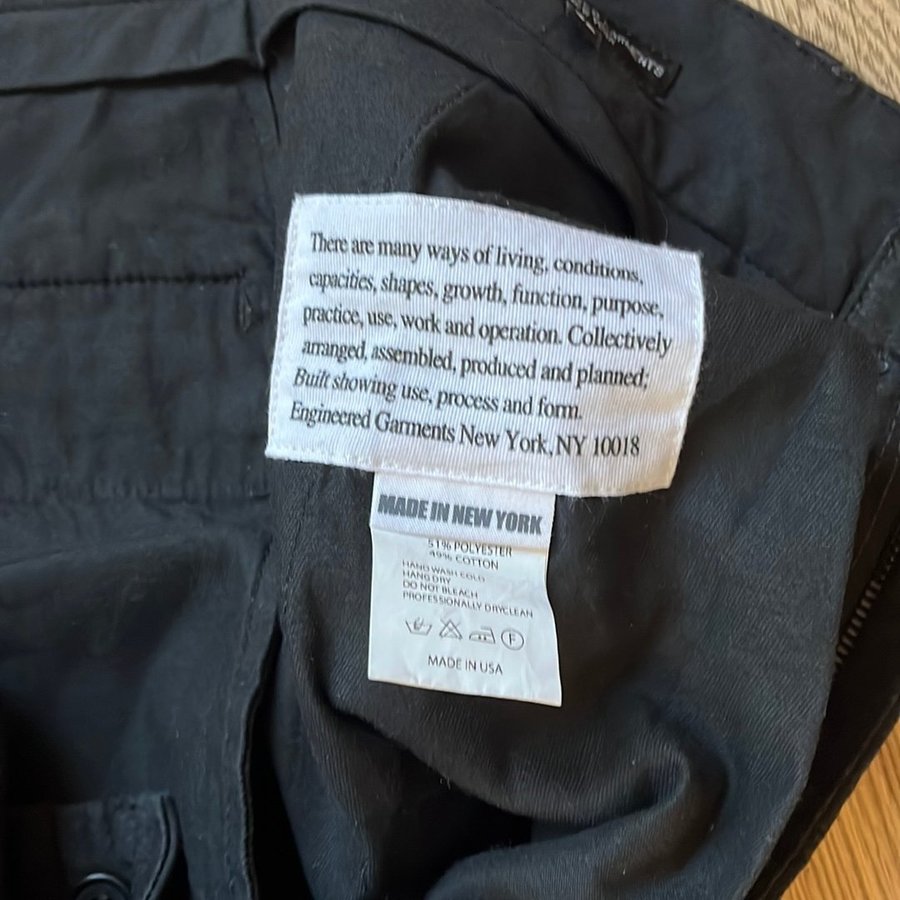 There are many ways of living, conditions,
capacities, shapes, growth, function, purpose,
practice, use, work and operation. Collectively
arranged, assembled, produced and planned;
Built showing use, process and form.
Engineered Garments New York, NY 10018
MADE IN NEW YORK
51% POLYESTER
49% COTTON
HAND WASH COLD
HANG DRY
DO NOT BLEACH
PROFESSIONALLY DRYCLEAN
F
MADE IN USA